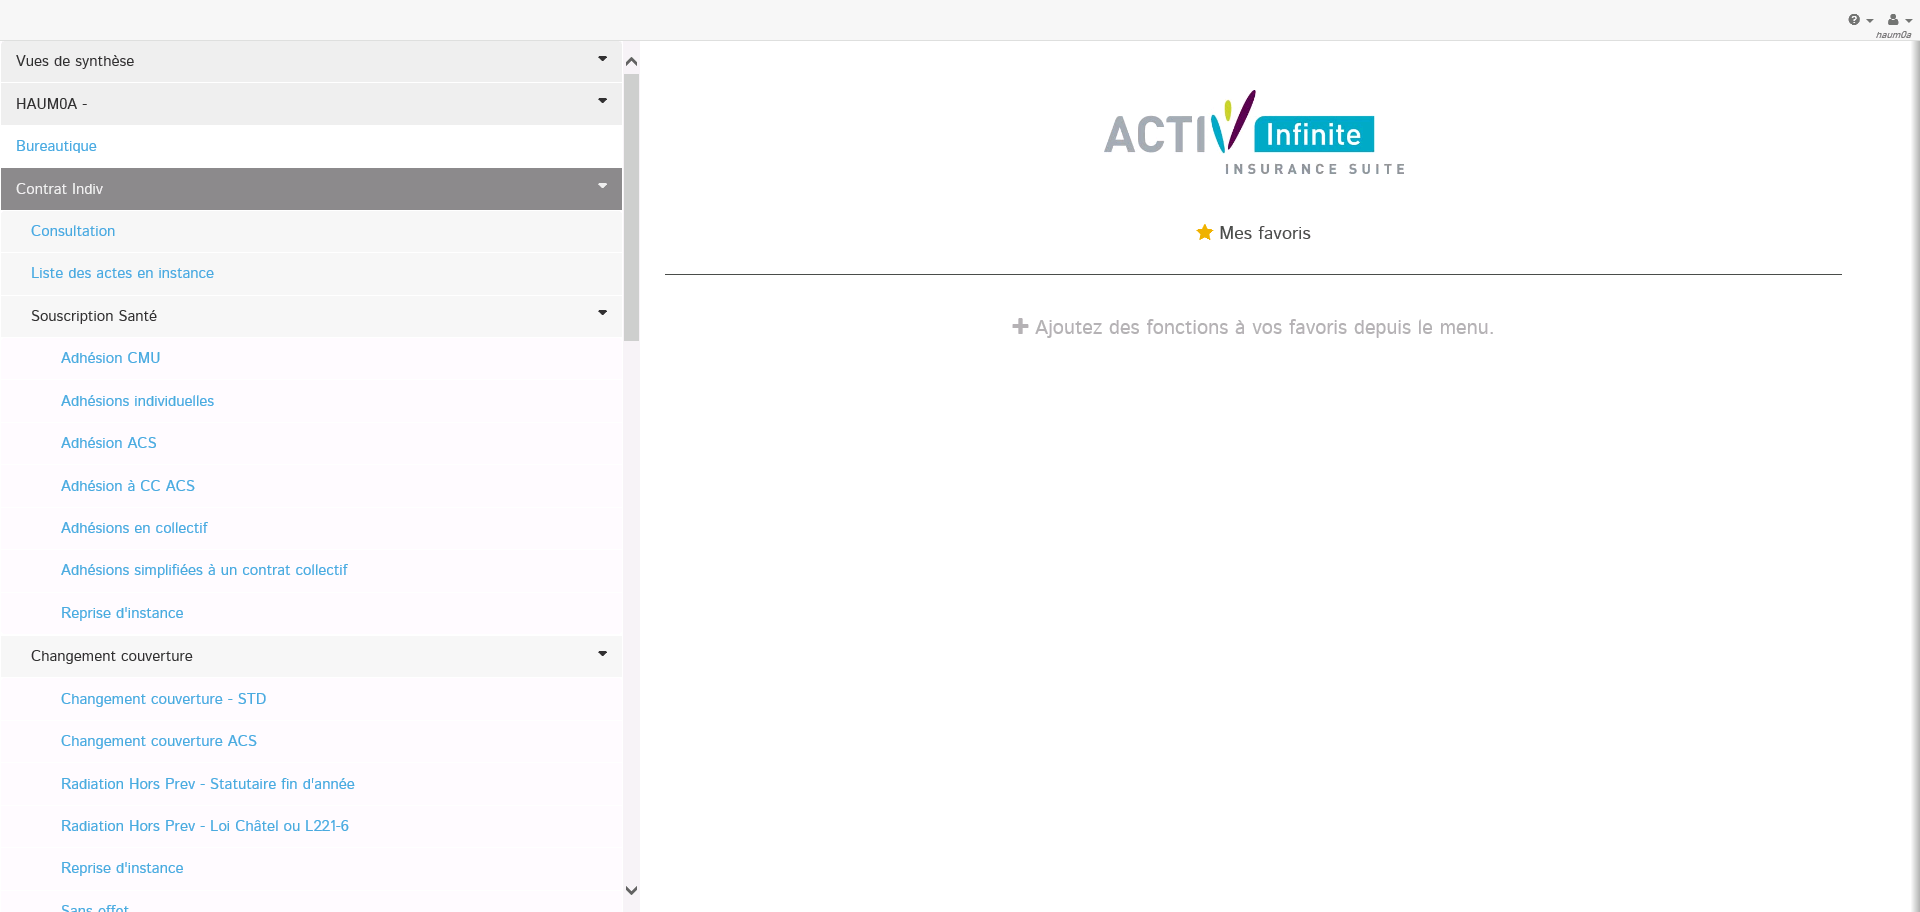 haum0a
Vues de synthèse
HAUM0A -
Bureautique
Contrat Indiv
Consultation
Liste des actes en instance
Souscription Santé
Adhésion CMU
Adhésions individuelles
Adhésion ACS
Adhésion à CC ACS
Adhésions en collectif
Adhésions simplifiées à un contrat collectif
Reprise d'instance
Changement couverture
Changement couverture - STD
Changement couverture ACS
Radiation Hors Prev - Statutaire fin d'année
Radiation Hors Prev - Loi Châtel ou L221-6
Reprise d'instance
Sans effet
ACTIV Infinite
INSURANCE SUITE
Mes favoris
Ajoutez des fonctions à vos favoris depuis le menu.